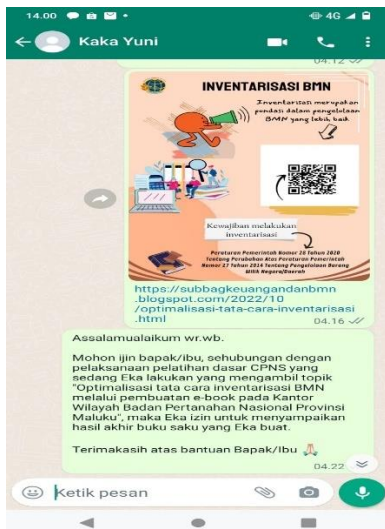 14.00
4G
Kaka Yuni
04.12
INVENTARISASI BMN
Inventarisasi merupakan
pondasi dalam pengelolaan
BMN yang lebih baik
Kewajiban melakukan
inventarisasi
Peraturan Pemerintah Nomor 28 Tahun 2020
Tentang Perubahan Atas Peraturan Pemerintah
Nomor 27 Tahun 2014 Tentang Pengelolaan Barang
Milik Negara/Daerah
https://subbagkeuangandanbmn
.blogspot.com/2022/10
/optimalisasi-tata-cara-inventarisasi
.html
04.16
Assalamualaikum wr.wb.
Mohon ijin bapak/ibu, sehubungan dengan
pelaksanaan pelatihan dasar CPNS yang
sedang Eka lakukan yang mengambil topik
"Optimalisasi tata cara inventarisasi BMN
melalui pembuatan e-book pada Kantor
Wilayah Badan Pertanahan Nasional Provinsi
Maluku", maka Eka izin untuk menyampaikan
hasil akhir buku saku yang Eka buat.
Terimakasih atas bantuan Bapak/Ibu 🙏
04.22
Ketik pesan